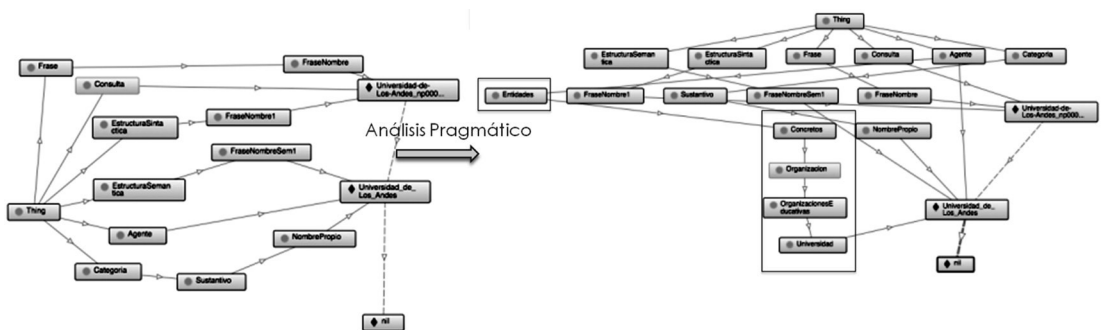 Frase
FraseNombre
Consulta
Universidad-de-
Los-Andes_np000...
EstructuraSinta
ctica
FraseNombre1
FraseNombreSem1
EstructuraSeman
tica
Universidad_de_
Los_Andes
Thing
Agente
NombrePropio
Categoria
Sustantivo
nil
Análisis Pragmático
Thing
EstructuraSeman
tica
EstructuraSinta
ctica
Frase
Consulta
Agente
Categoria
Entidades
FraseNombre1
Sustantivo
FraseNombreSem1
FraseNombre
Universidad-de-
Los-Andes_np000...
Concretos
NombrePropio
Organizacion
OrganizacionesE
ducativas
Universidad_de_
Los_Andes
Universidad
nil